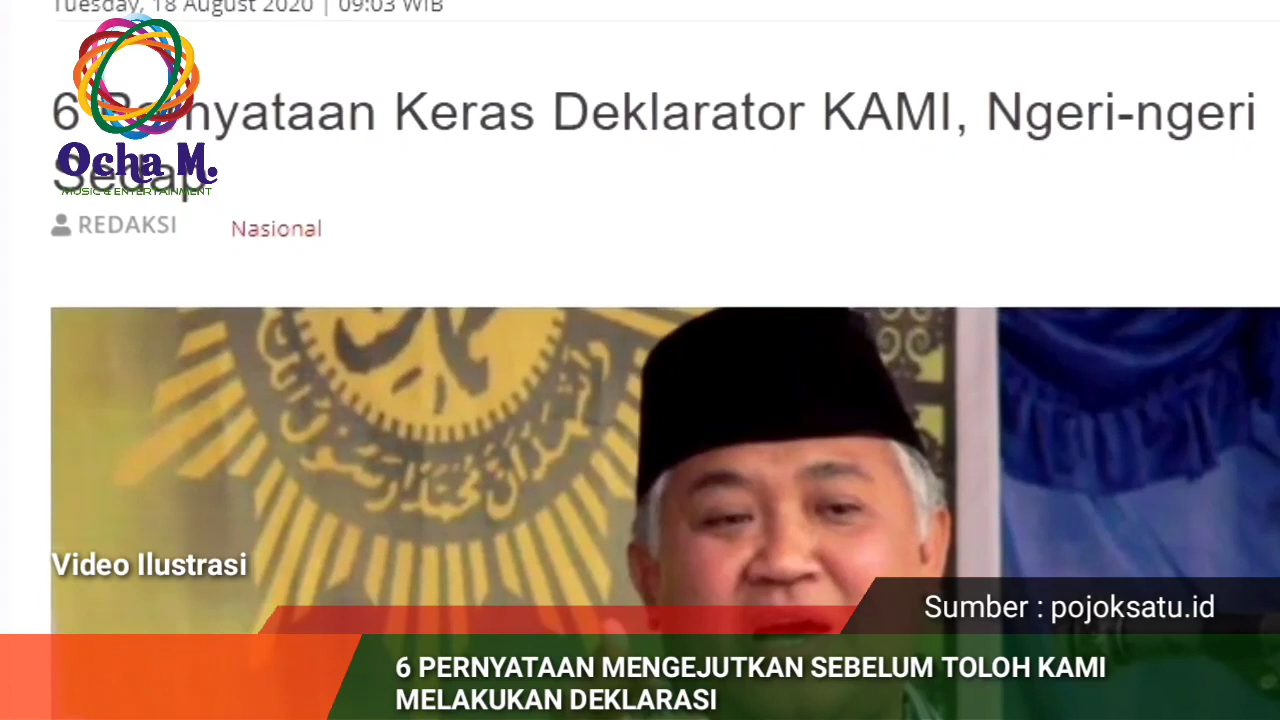 Tuesday, 18 August 2020 | 09:03 WIB
6 Pernyataan Keras Deklarator KAMI, Ngeri-ngeri
Sedap
Ocha M.
MUSIC & ENTERTAINMENT
REDAKSI Nasional
Video Ilustrasi
Sumber : pojoksatu.id
6 PERNYATAAN MENGEJUTKAN SEBELUM TOLOH KAMI
MELAKUKAN DEKLARASI